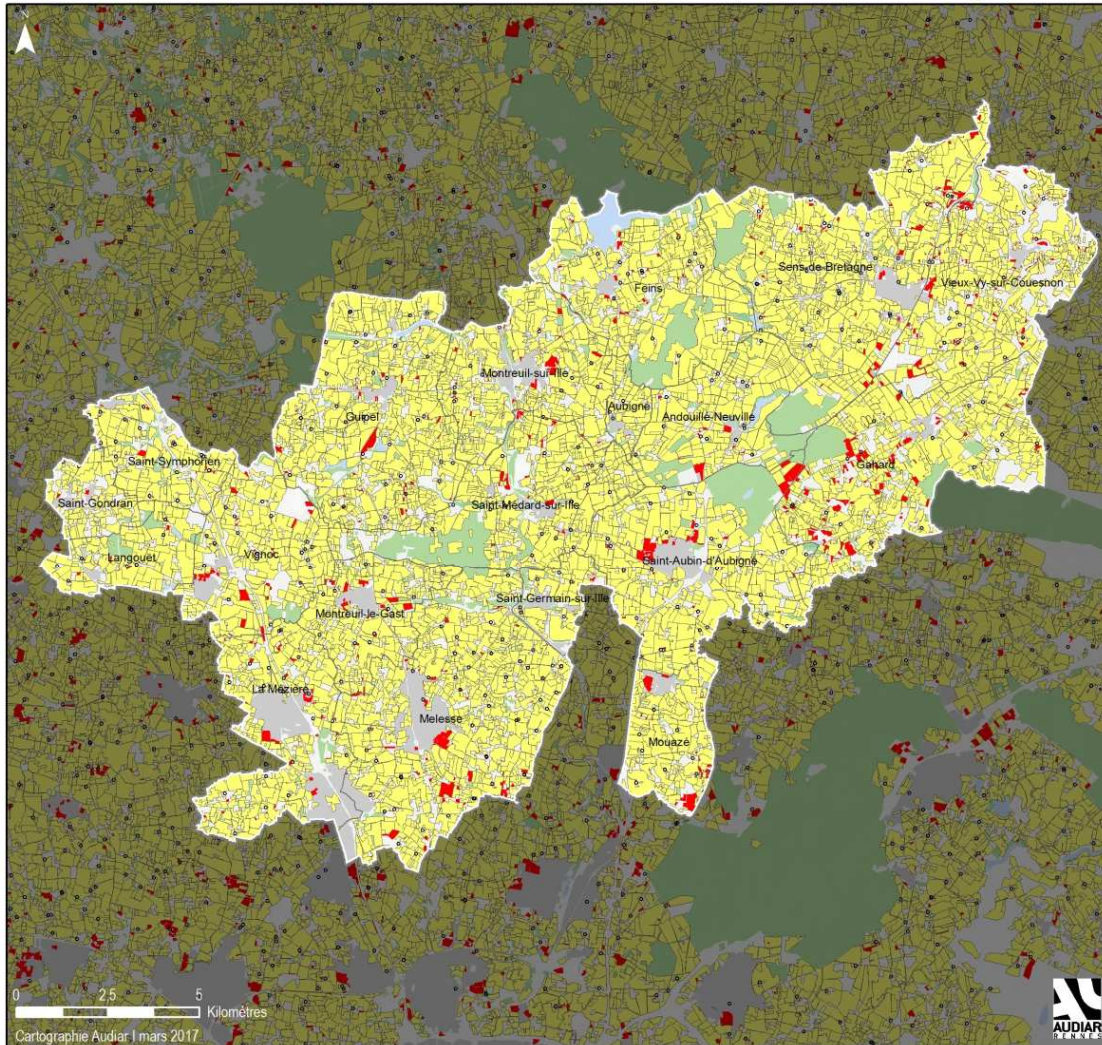 N
Sens-de-Bretagne
Vieux-Vy-sur-Couesnon
Feins
Montreuil-sur-Ille
Aubigné
Andouillé-Neuville
Guipel
Gahard
Saint-Symphorien
Saint-Gondran
Saint-Médard-sur-Ille
Langouet
Vignoc
Saint-Aubin-d'Aubigné
Saint-Germain-sur-Ille
Montreuil-le-Gast
La Mézière
Melesse
Mouazé
0 2,5 5
Kilomètres
Cartographie Audiar I mars 2017
AUDIAR
RENNES